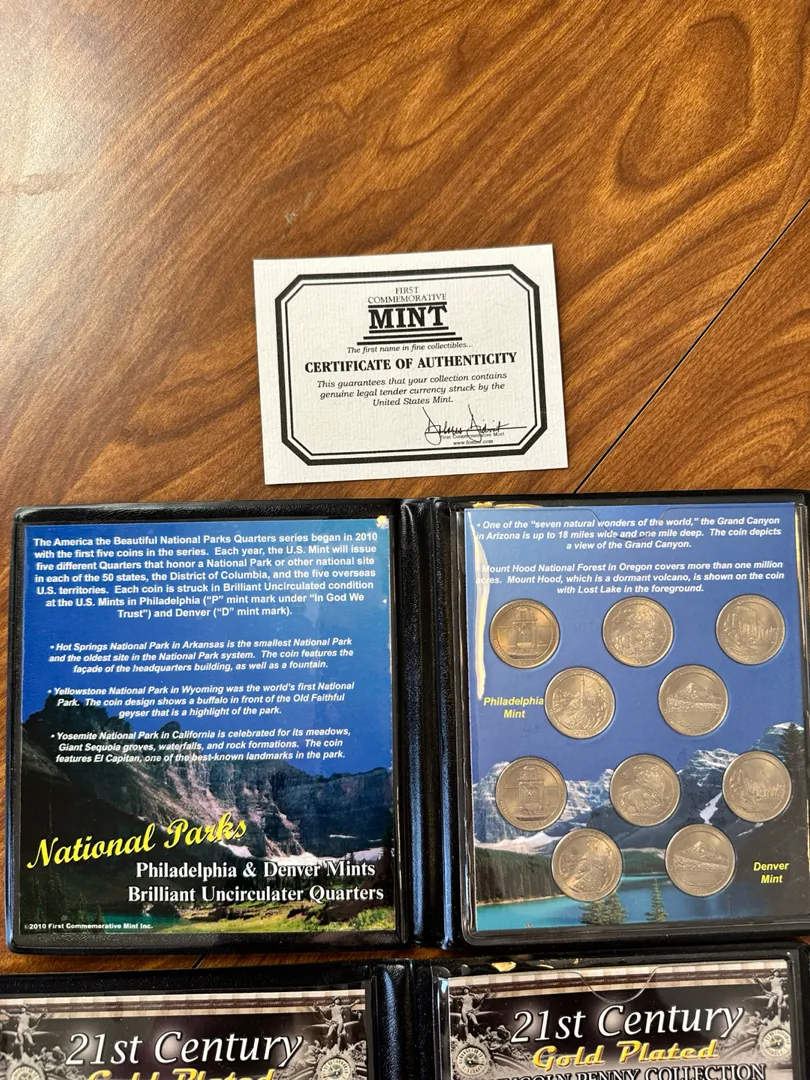 FIRST
COMMEMORATIVE
MINT
The first name in fine collectibles...
CERTIFICATE OF AUTHENTICITY
This guarantees that your collection contains
genuine legal tender currency struck by the
United States Mint.
First Commemorative Mint
The America the Beautiful National Parks Quarters series began in 2010
with the first five coins in the series. Each year, the U.S. Mint will issue
five different Quarters that honor a National Park or other national site
in each of the 50 states, the District of Columbia, and the five overseas
U.S. territories. Each coin is struck in Brilliant Uncirculated condition
at the U.S. Mints in Philadelphia ("P" mint mark under "In God We
Trust") and Denver ("D" mint mark).
• Hot Springs National Park in Arkansas is the smallest National Park
and the oldest site in the National Park system. The coin features the
façade of the headquarters building, as well as a fountain.
• Yellowstone National Park in Wyoming was the world's first National
Park. The coin design shows a buffalo in front of the Old Faithful
geyser that is a highlight of the park.
• Yosemite National Park in California is celebrated for its meadows,
Giant Sequoia groves, waterfalls, and rock formations. The coin
features El Capitan, one of the best-known landmarks in the park.
National Parks
Philadelphia & Denver Mints
Brilliant Uncirculater Quarters
©2010 First Commemorative Mint Inc.
• One of the "seven natural wonders of the world," the Grand Canyon
in Arizona is up to 18 miles wide and one mile deep. The coin depicts
a view of the Grand Canyon.
Mount Hood National Forest in Oregon covers more than one million
acres. Mount Hood, which is a dormant volcano, is shown on the coin
with Lost Lake in the foreground.
Philadelphia
Mint
Denver
Mint
21st Century
Gold Plated
21st Century
Gold Plated
LINCOLN PENNY COLLECTION